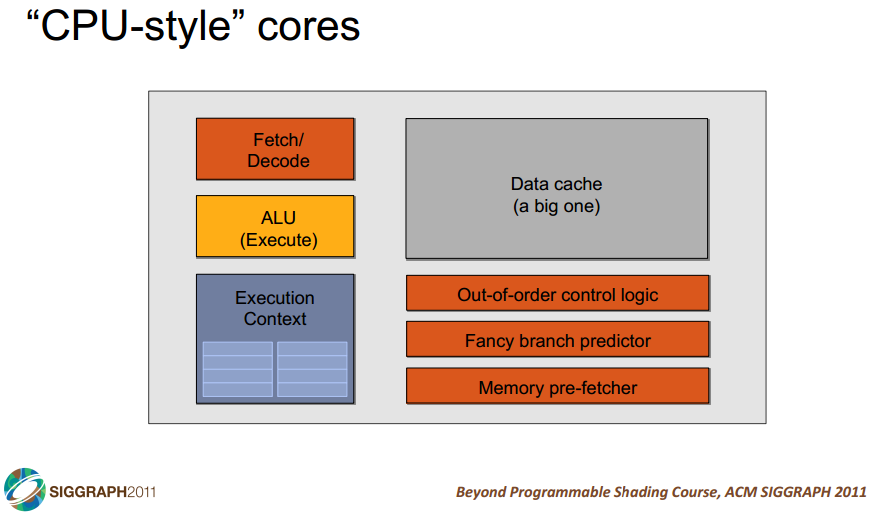 “CPU-style” cores
Fetch/
Decode
ALU
(Execute)
Execution
Context
Data cache
(a big one)
Out-of-order control logic
Fancy branch predictor
Memory pre-fetcher
SIGGRAPH2011
Beyond Programmable Shading Course, ACM SIGGRAPH 2011